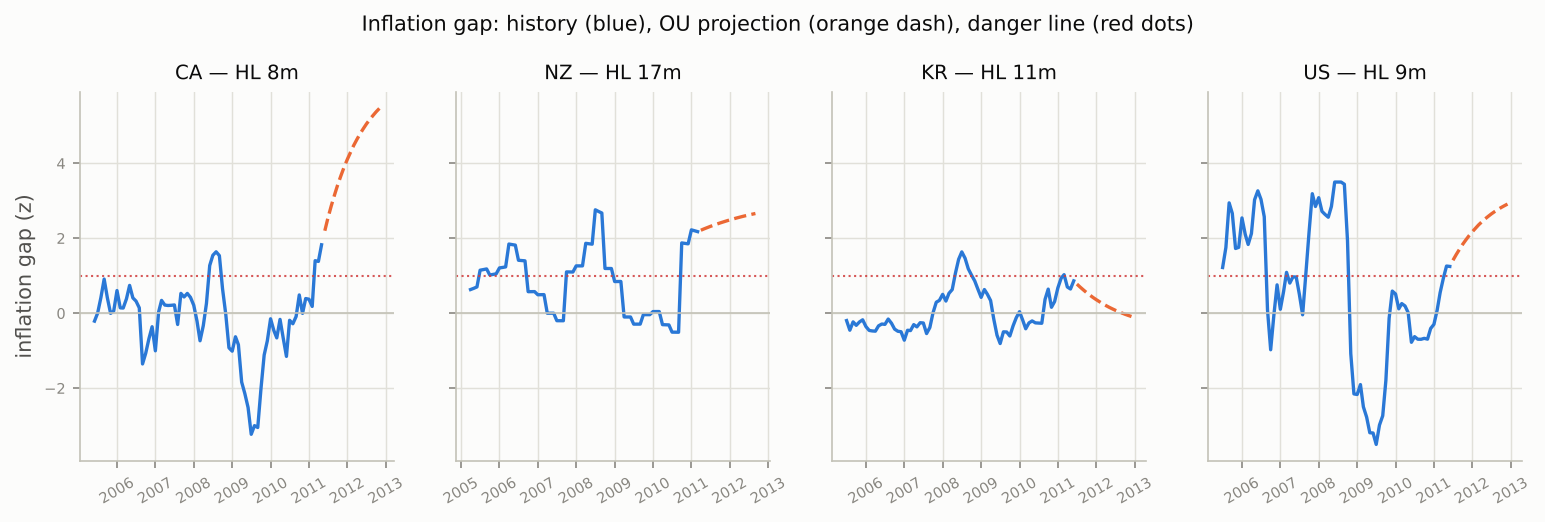 Inflation gap: history (blue), OU projection (orange dash), danger line (red dots)
CA — HL 8m
NZ — HL 17m
KR — HL 11m
US — HL 9m
inflation gap (z)
4
2
0
−2
2006 2007 2008 2009 2010 2011 2012 2013
2005 2006 2007 2008 2009 2010 2011 2012 2013
2006 2007 2008 2009 2010 2011 2012 2013
2006 2007 2008 2009 2010 2011 2012 2013